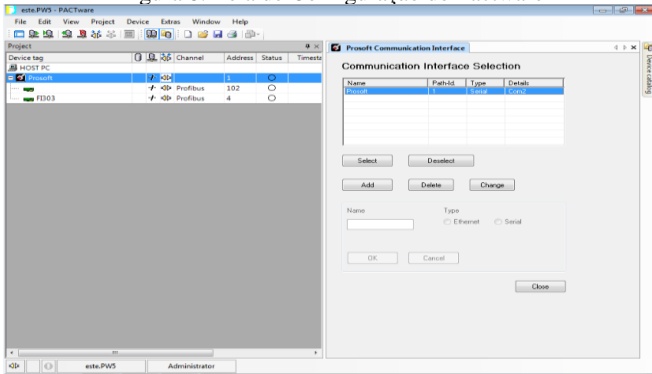 este.PW5 - PACTware
File Edit View Project Device Extras Window Help
Project
Device tag Channel Address Status Timesta
HOST PC
Prosoft 1
Profibus 102
FI303 Profibus 4
Prosoft Communication Interface
Communication Interface Selection
Name Path-Id Type Details
Prosoft 1 Serial Com2
Select Deselect
Add Delete Change
Name Type
Ethernet Serial
OK Cancel
Close
Device catalog
este.PW5 Administrator